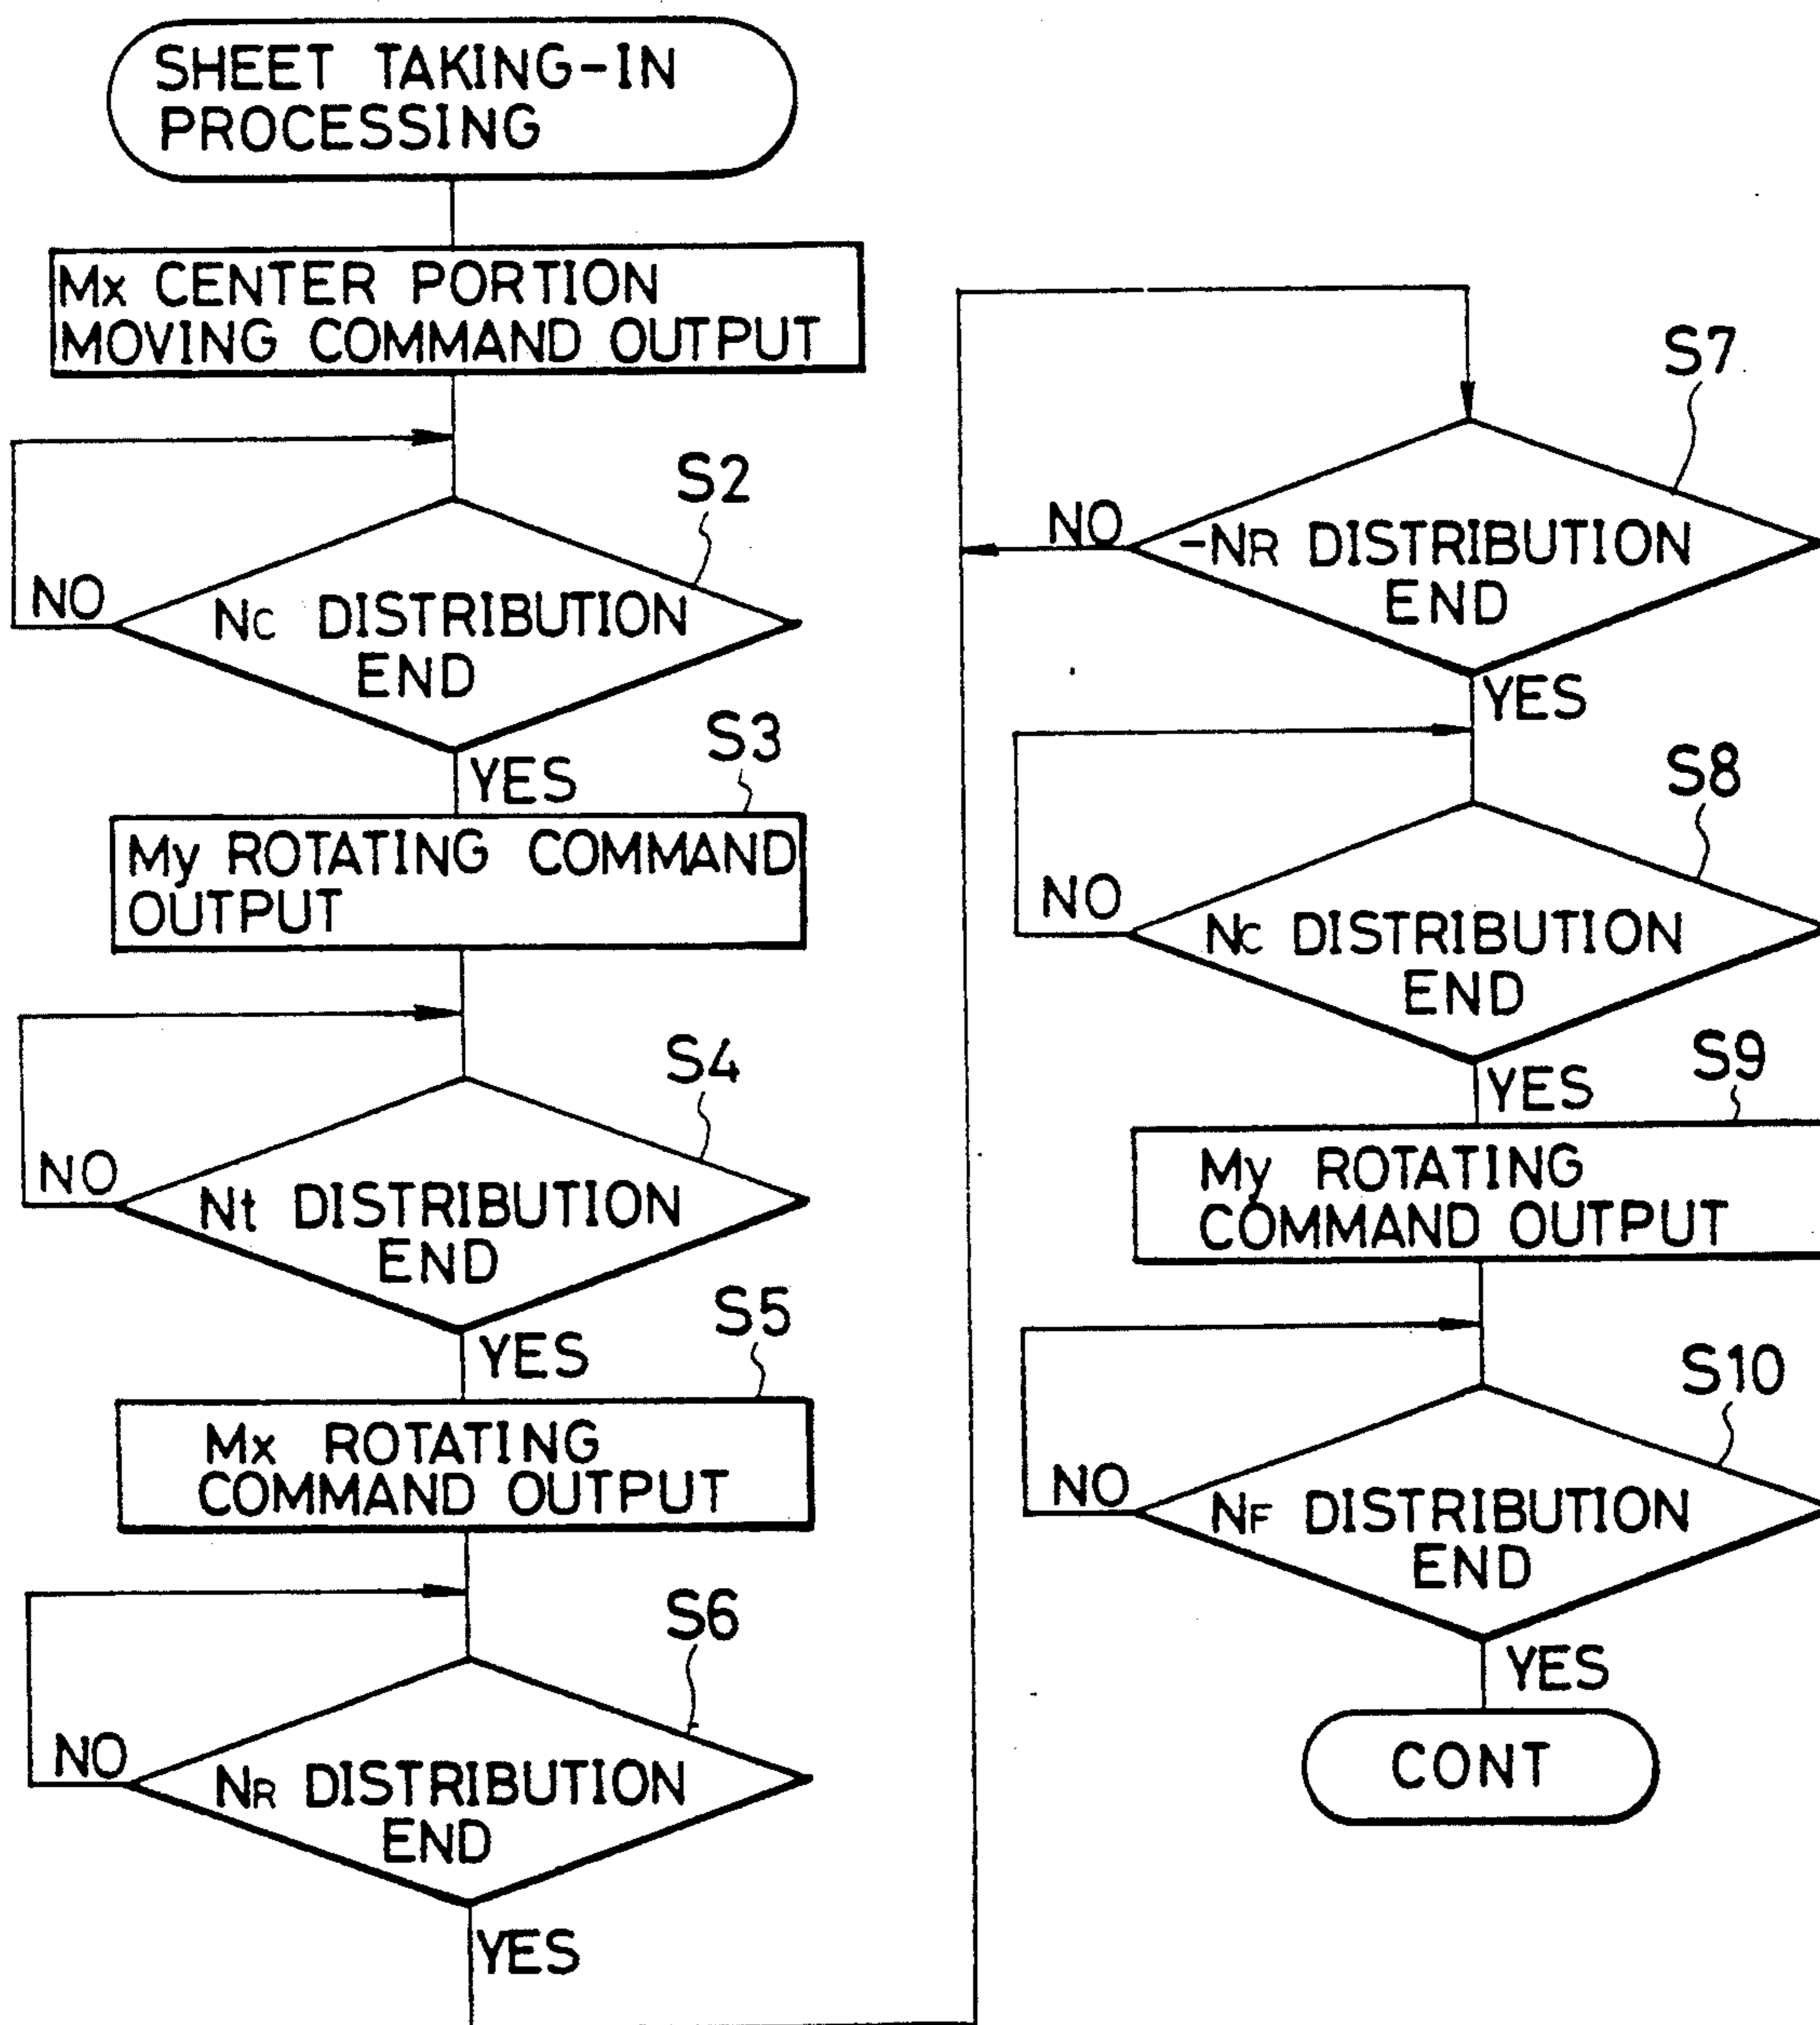 SHEET TAKING-IN
PROCESSING
Mx CENTER PORTION
MOVING COMMAND OUTPUT
S2
NO
Nc DISTRIBUTION
END
YES
S3
My ROTATING COMMAND
OUTPUT
S4
NO
Nt DISTRIBUTION
END
YES
S5
Mx ROTATING
COMMAND OUTPUT
S6
NO
NR DISTRIBUTION
END
YES
S7
NO
-NR DISTRIBUTION
END
YES
S8
NO
Nc DISTRIBUTION
END
YES
S9
My ROTATING
COMMAND OUTPUT
S10
NO
NF DISTRIBUTION
END
YES
CONT